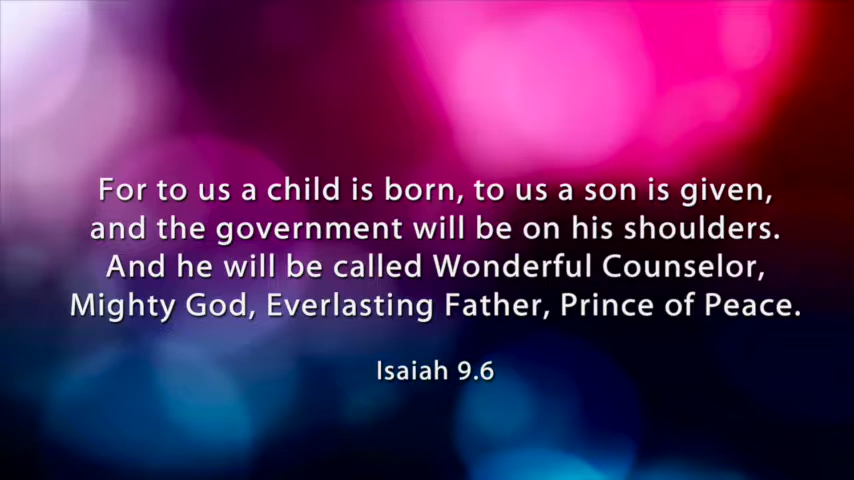 For to us a child is born, to us a son is given,
and the government will be on his shoulders.
And he will be called Wonderful Counselor,
Mighty God, Everlasting Father, Prince of Peace.
Isaiah 9.6